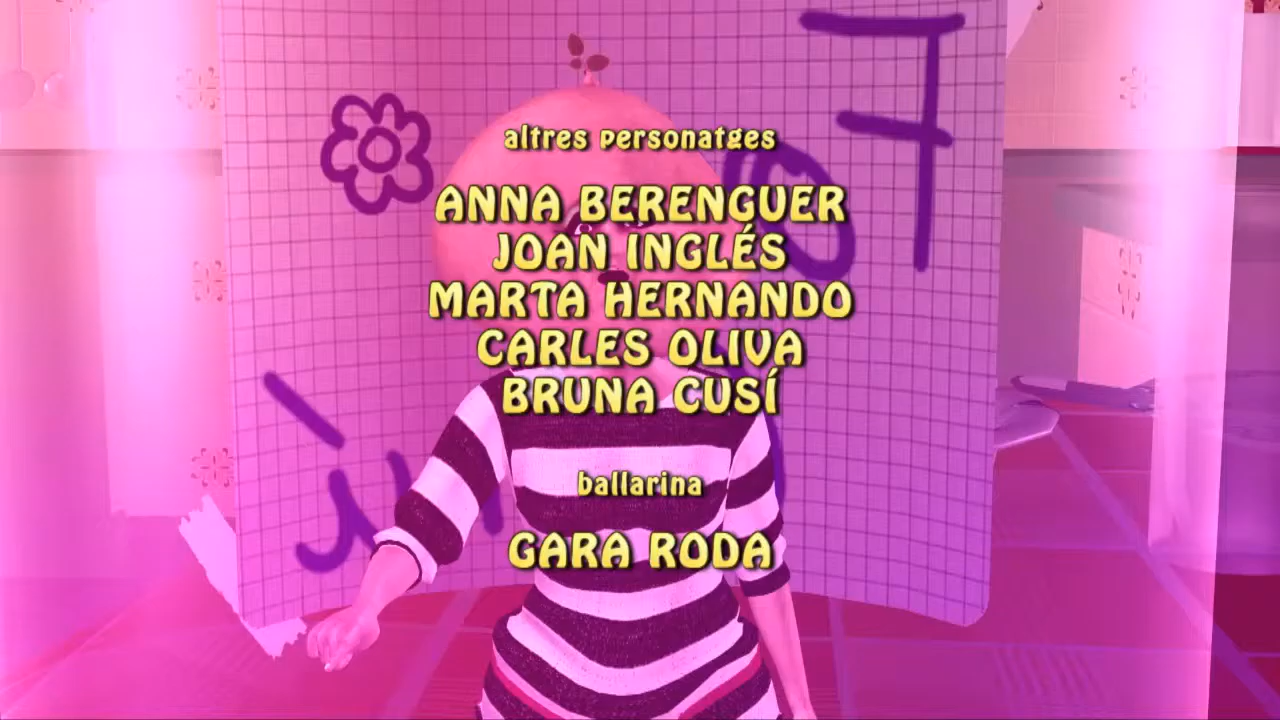 altres personatges
ANNA BERENGUER
JOAN INGLÉS
MARTA HERNANDO
CARLES OLIVA
BRUNA CUSÍ
ballarina
GARA RODA